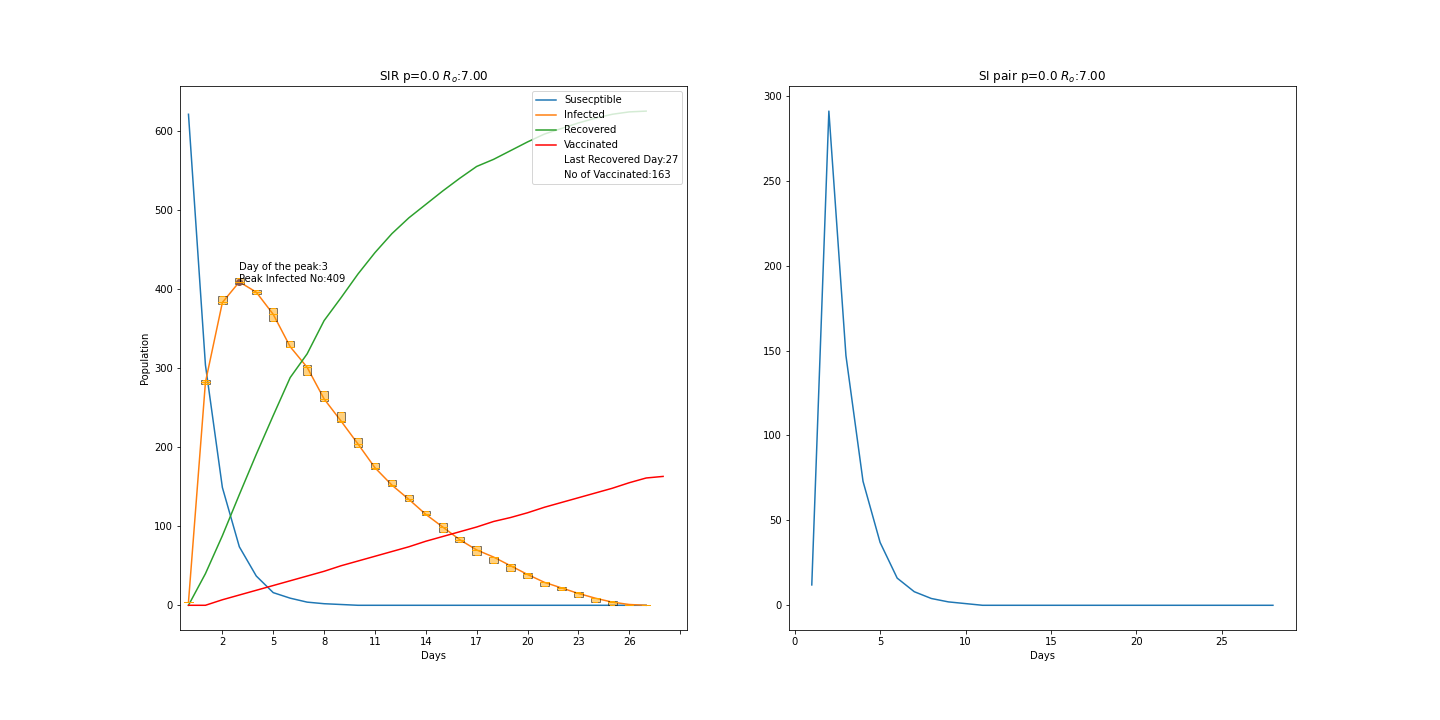 SIR p=0.0 Rₒ:7.00
Population
600
500
400
300
200
100
0
Susecptible
Infected
Recovered
Vaccinated
Last Recovered Day:27
No of Vaccinated:163
Day of the peak:3
Peak Infected No:409
2 5 8 11 14 17 20 23 26
Days
SI pair p=0.0 Rₒ:7.00
300
250
200
150
100
50
0
0 5 10 15 20 25
Days